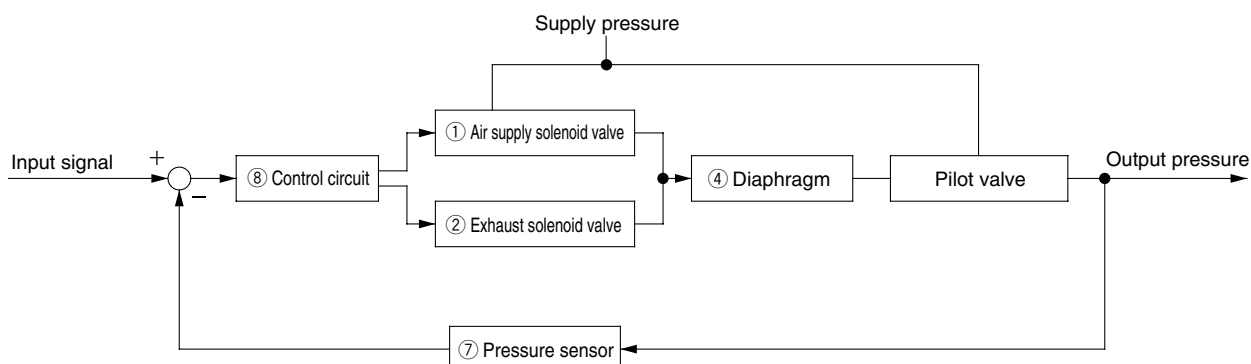 Supply pressure
① Air supply solenoid valve
Input signal
+
−
⑧ Control circuit
④ Diaphragm
Pilot valve
Output pressure
② Exhaust solenoid valve
⑦ Pressure sensor